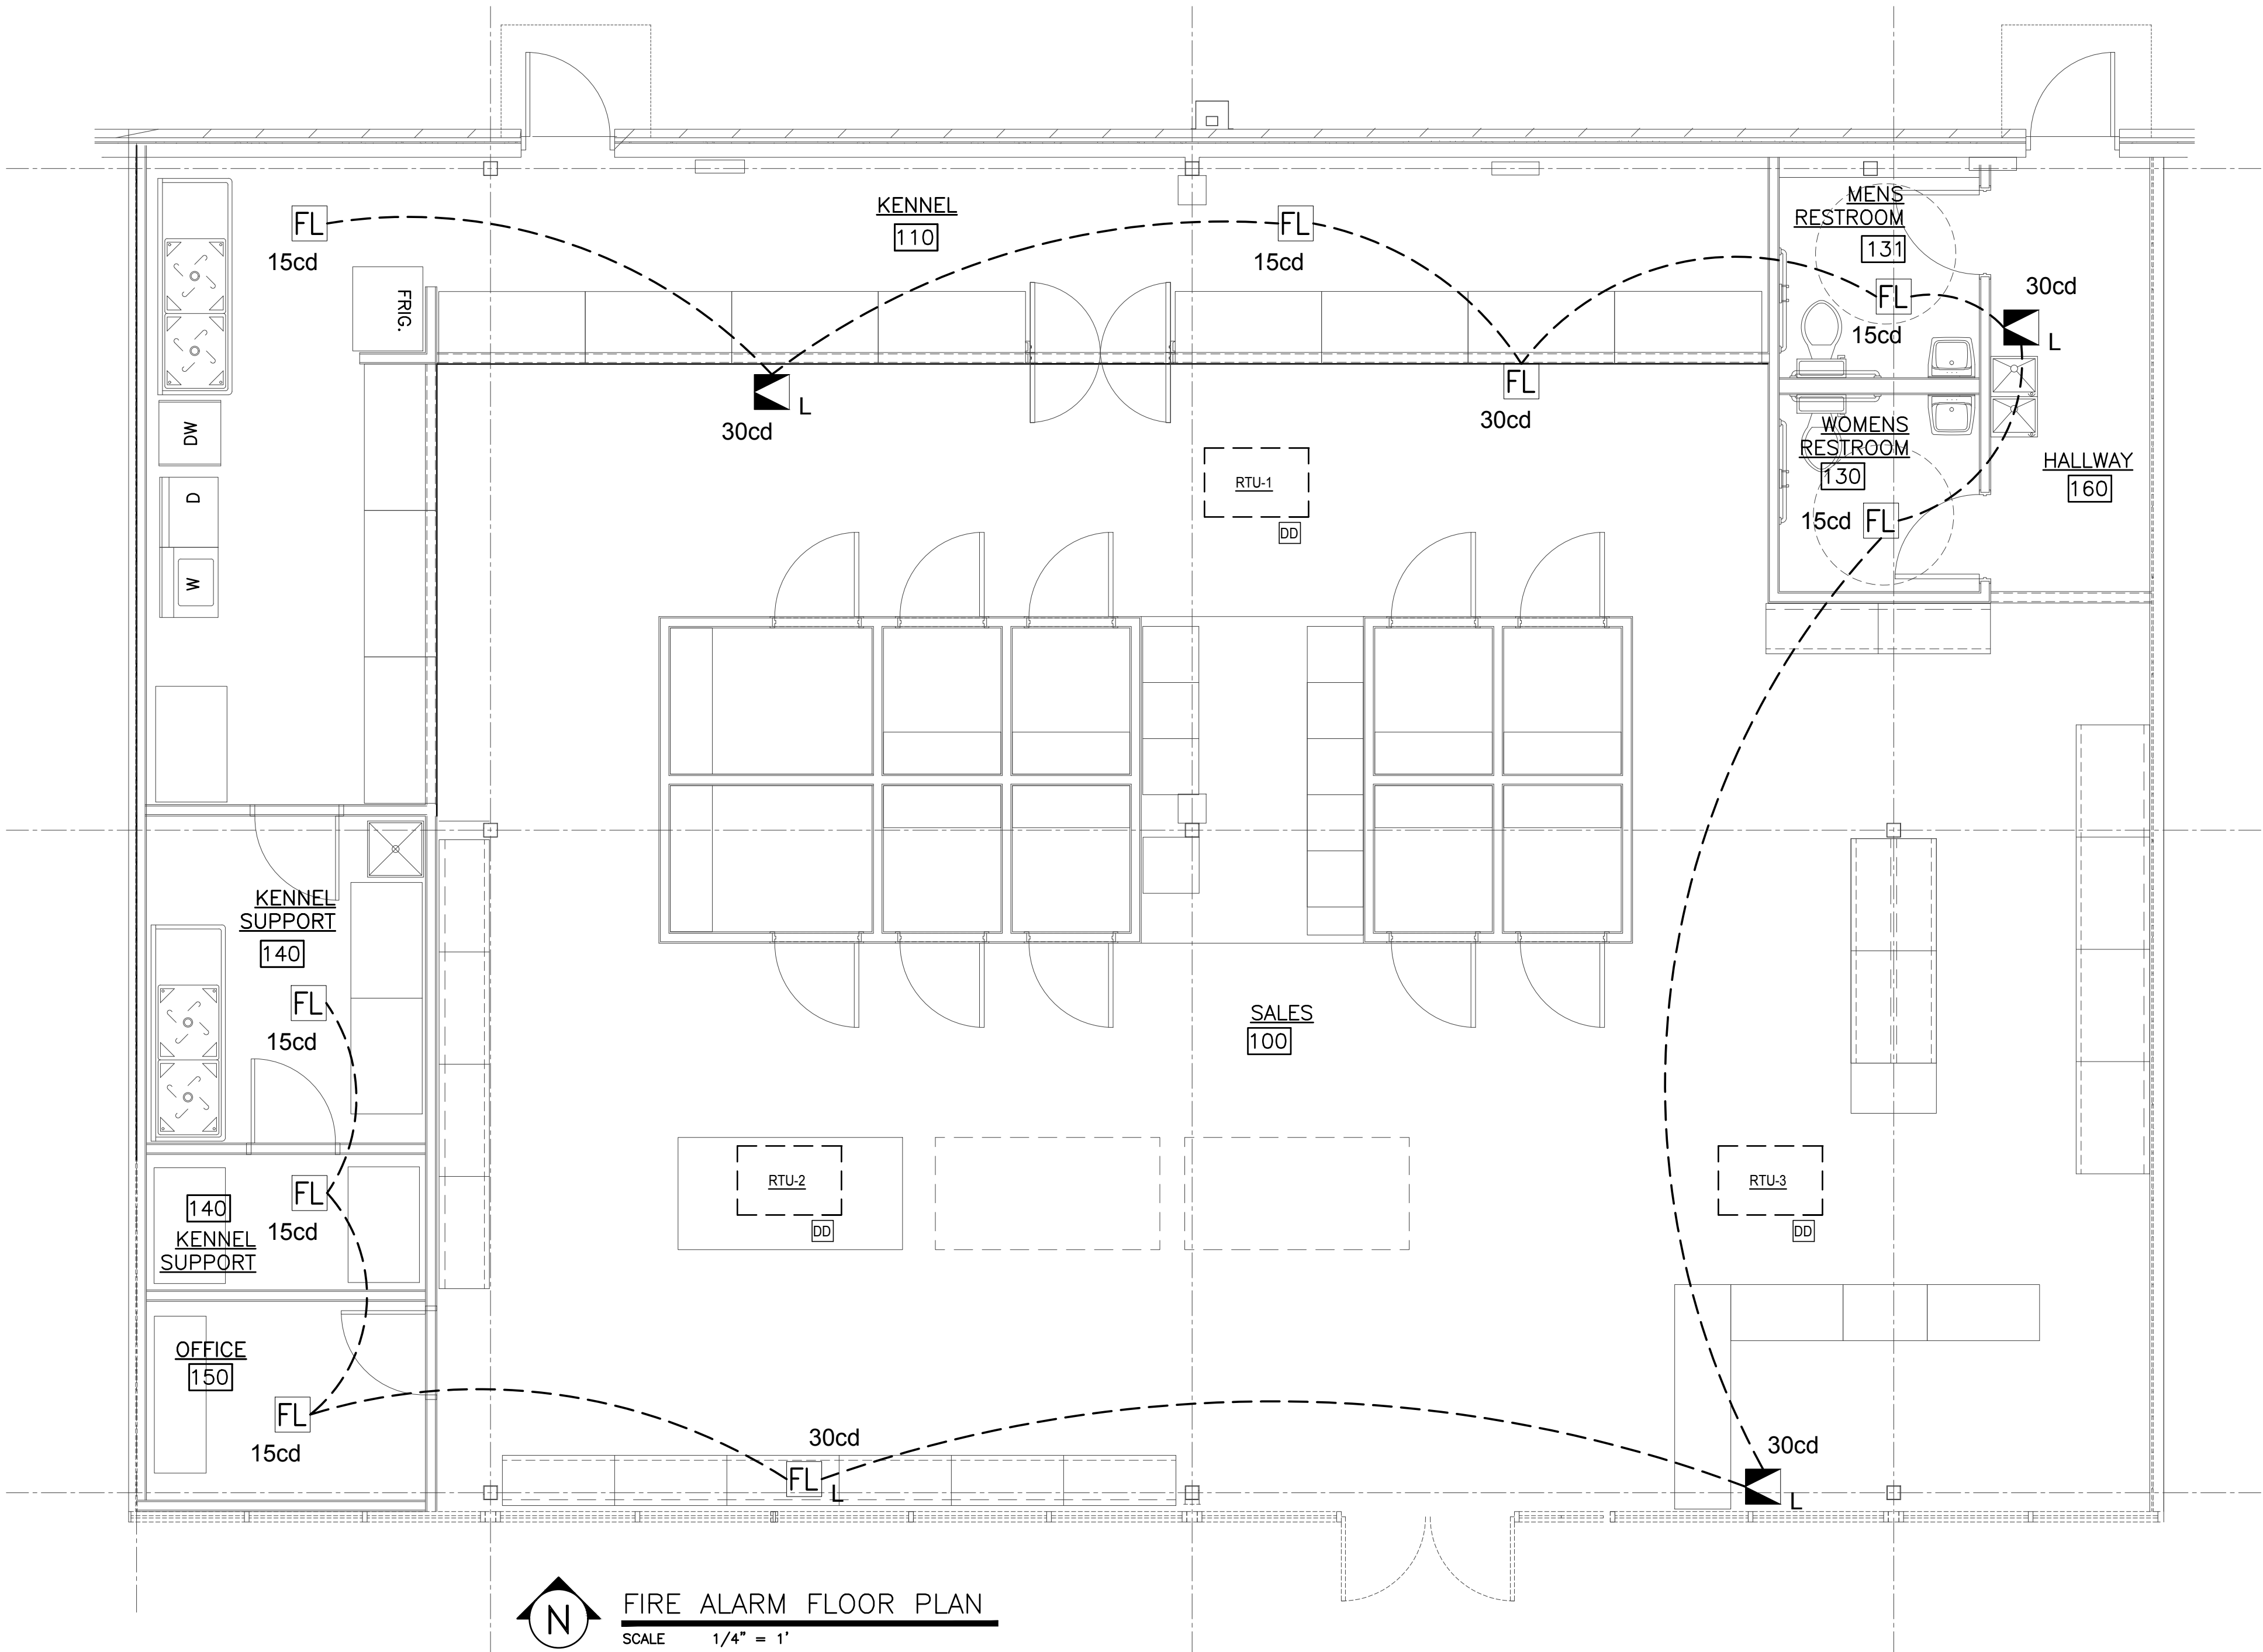 KENNEL
110
FL
15cd
FL
15cd
MENS
RESTROOM
131
FL
15cd
30cd
L
FRIG.
L
30cd
FL
30cd
DW
D
W
WOMENS
RESTROOM
130
15cd FL
HALLWAY
160
RTU-1
DD
KENNEL
SUPPORT
140
FL
15cd
SALES
100
140
KENNEL
SUPPORT
FL
15cd
RTU-2
DD
RTU-3
DD
OFFICE
150
FL
15cd
30cd
FL
L
30cd
L
N
FIRE ALARM FLOOR PLAN
SCALE 1/4" = 1'